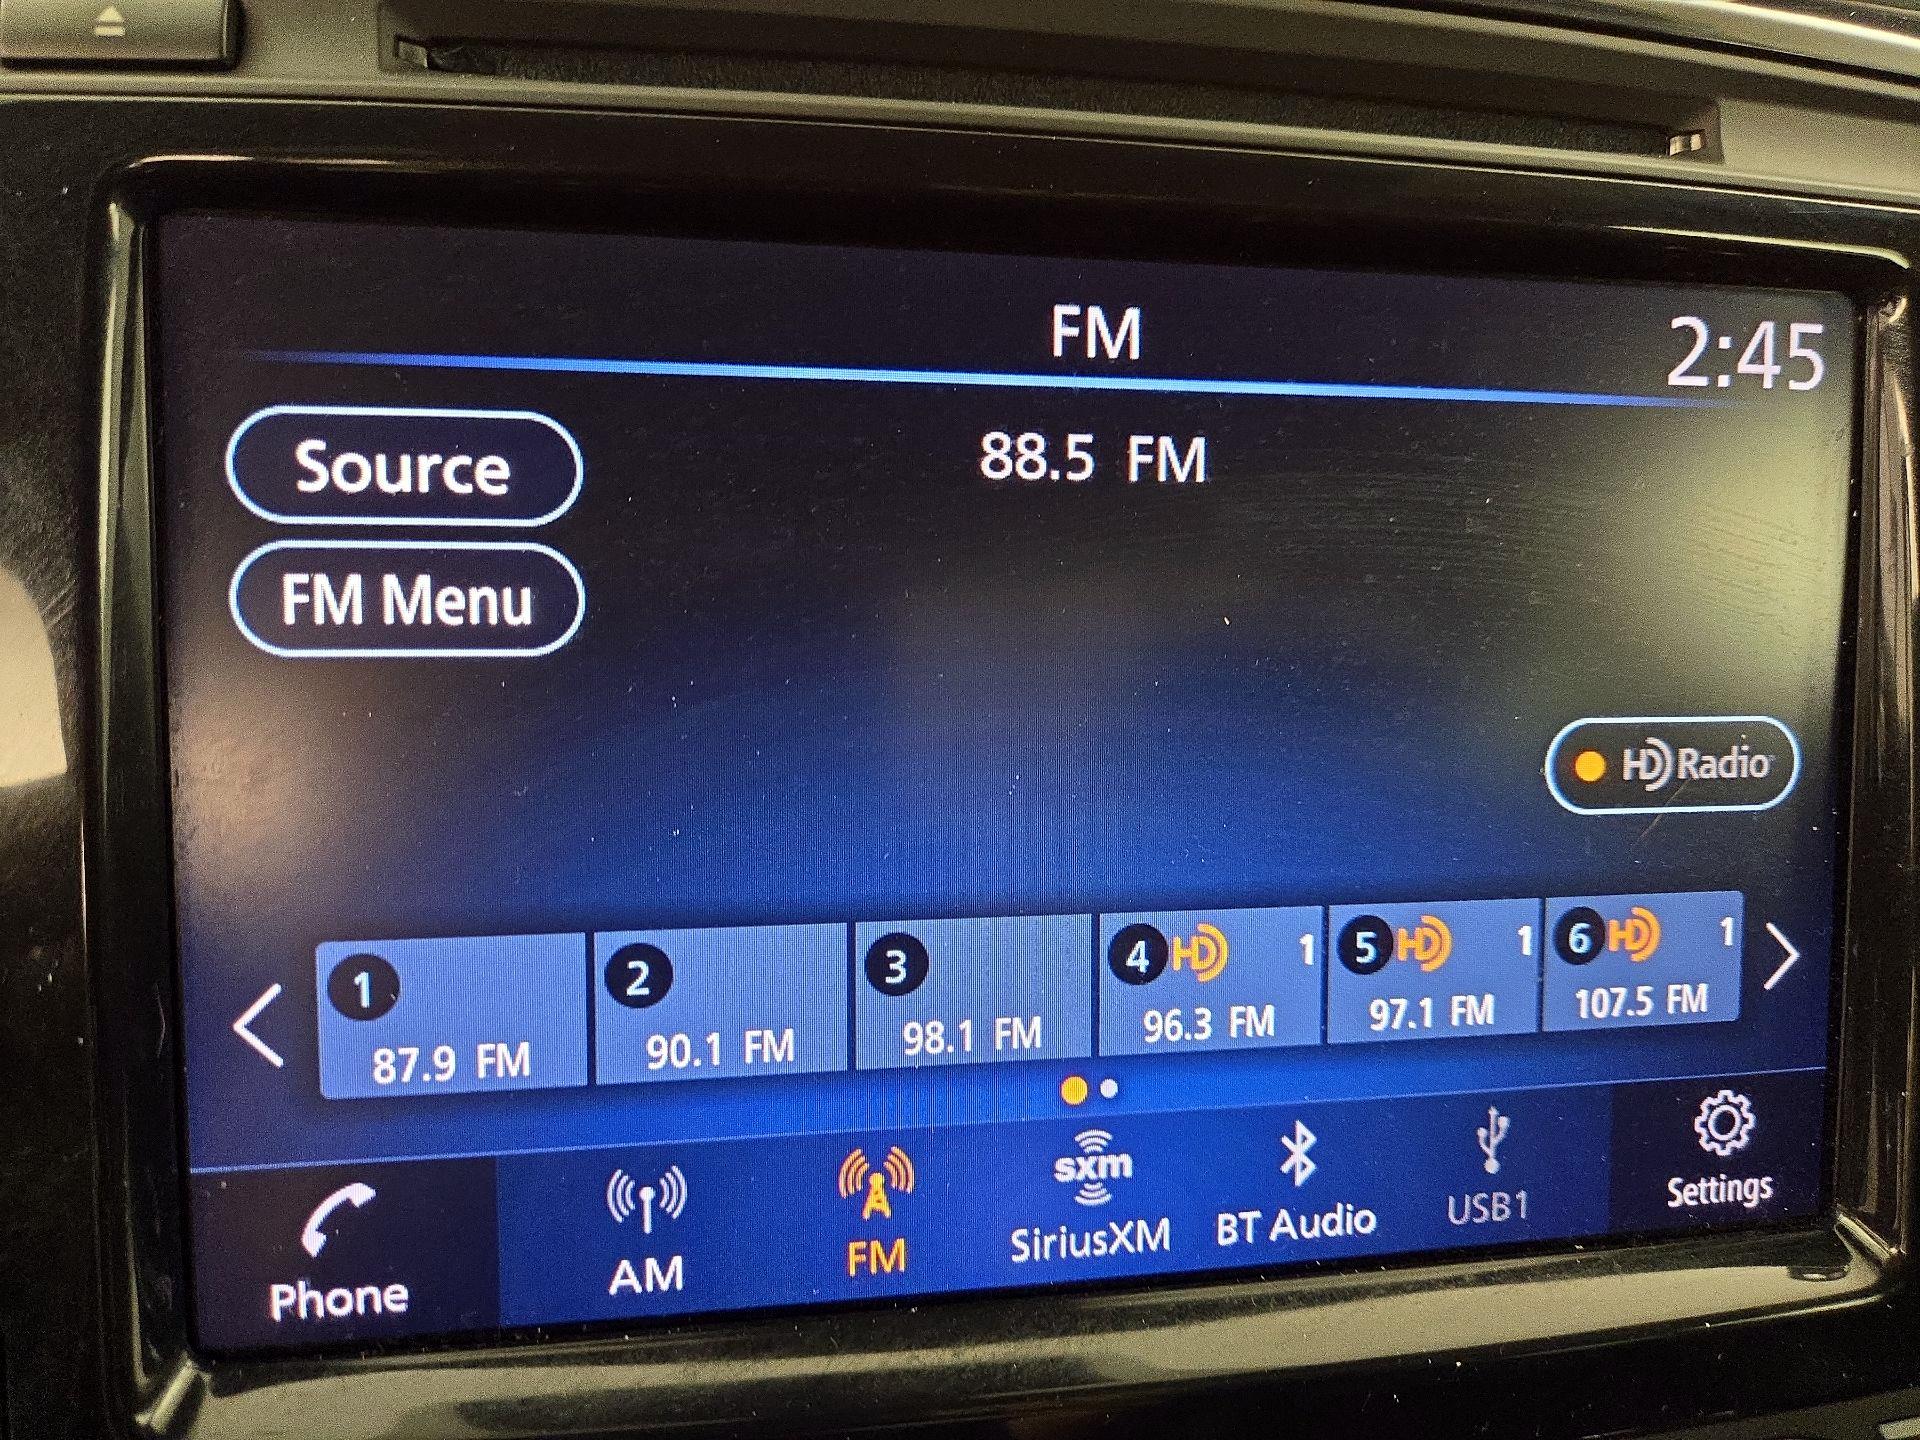 FM
2:45
Source
88.5 FM
FM Menu
HD Radio
1
87.9 FM
2
90.1 FM
3
98.1 FM
4 HD 1
96.3 FM
5 HD 1
97.1 FM
6 HD 1
107.5 FM
Phone
AM
FM
sxm
SiriusXM
BT Audio
USB1
Settings